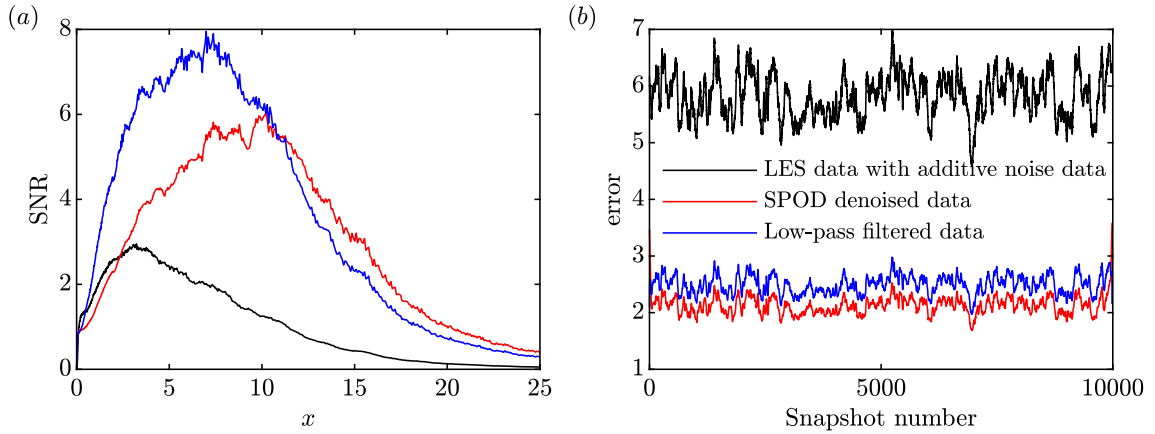 (a)
8
6
4
2
0
SNR
0 5 10 15 20 25
x
(b)
7
6
5
4
3
2
1
error
LES data with additive noise data
SPOD denoised data
Low-pass filtered data
0 5000 10000
Snapshot number